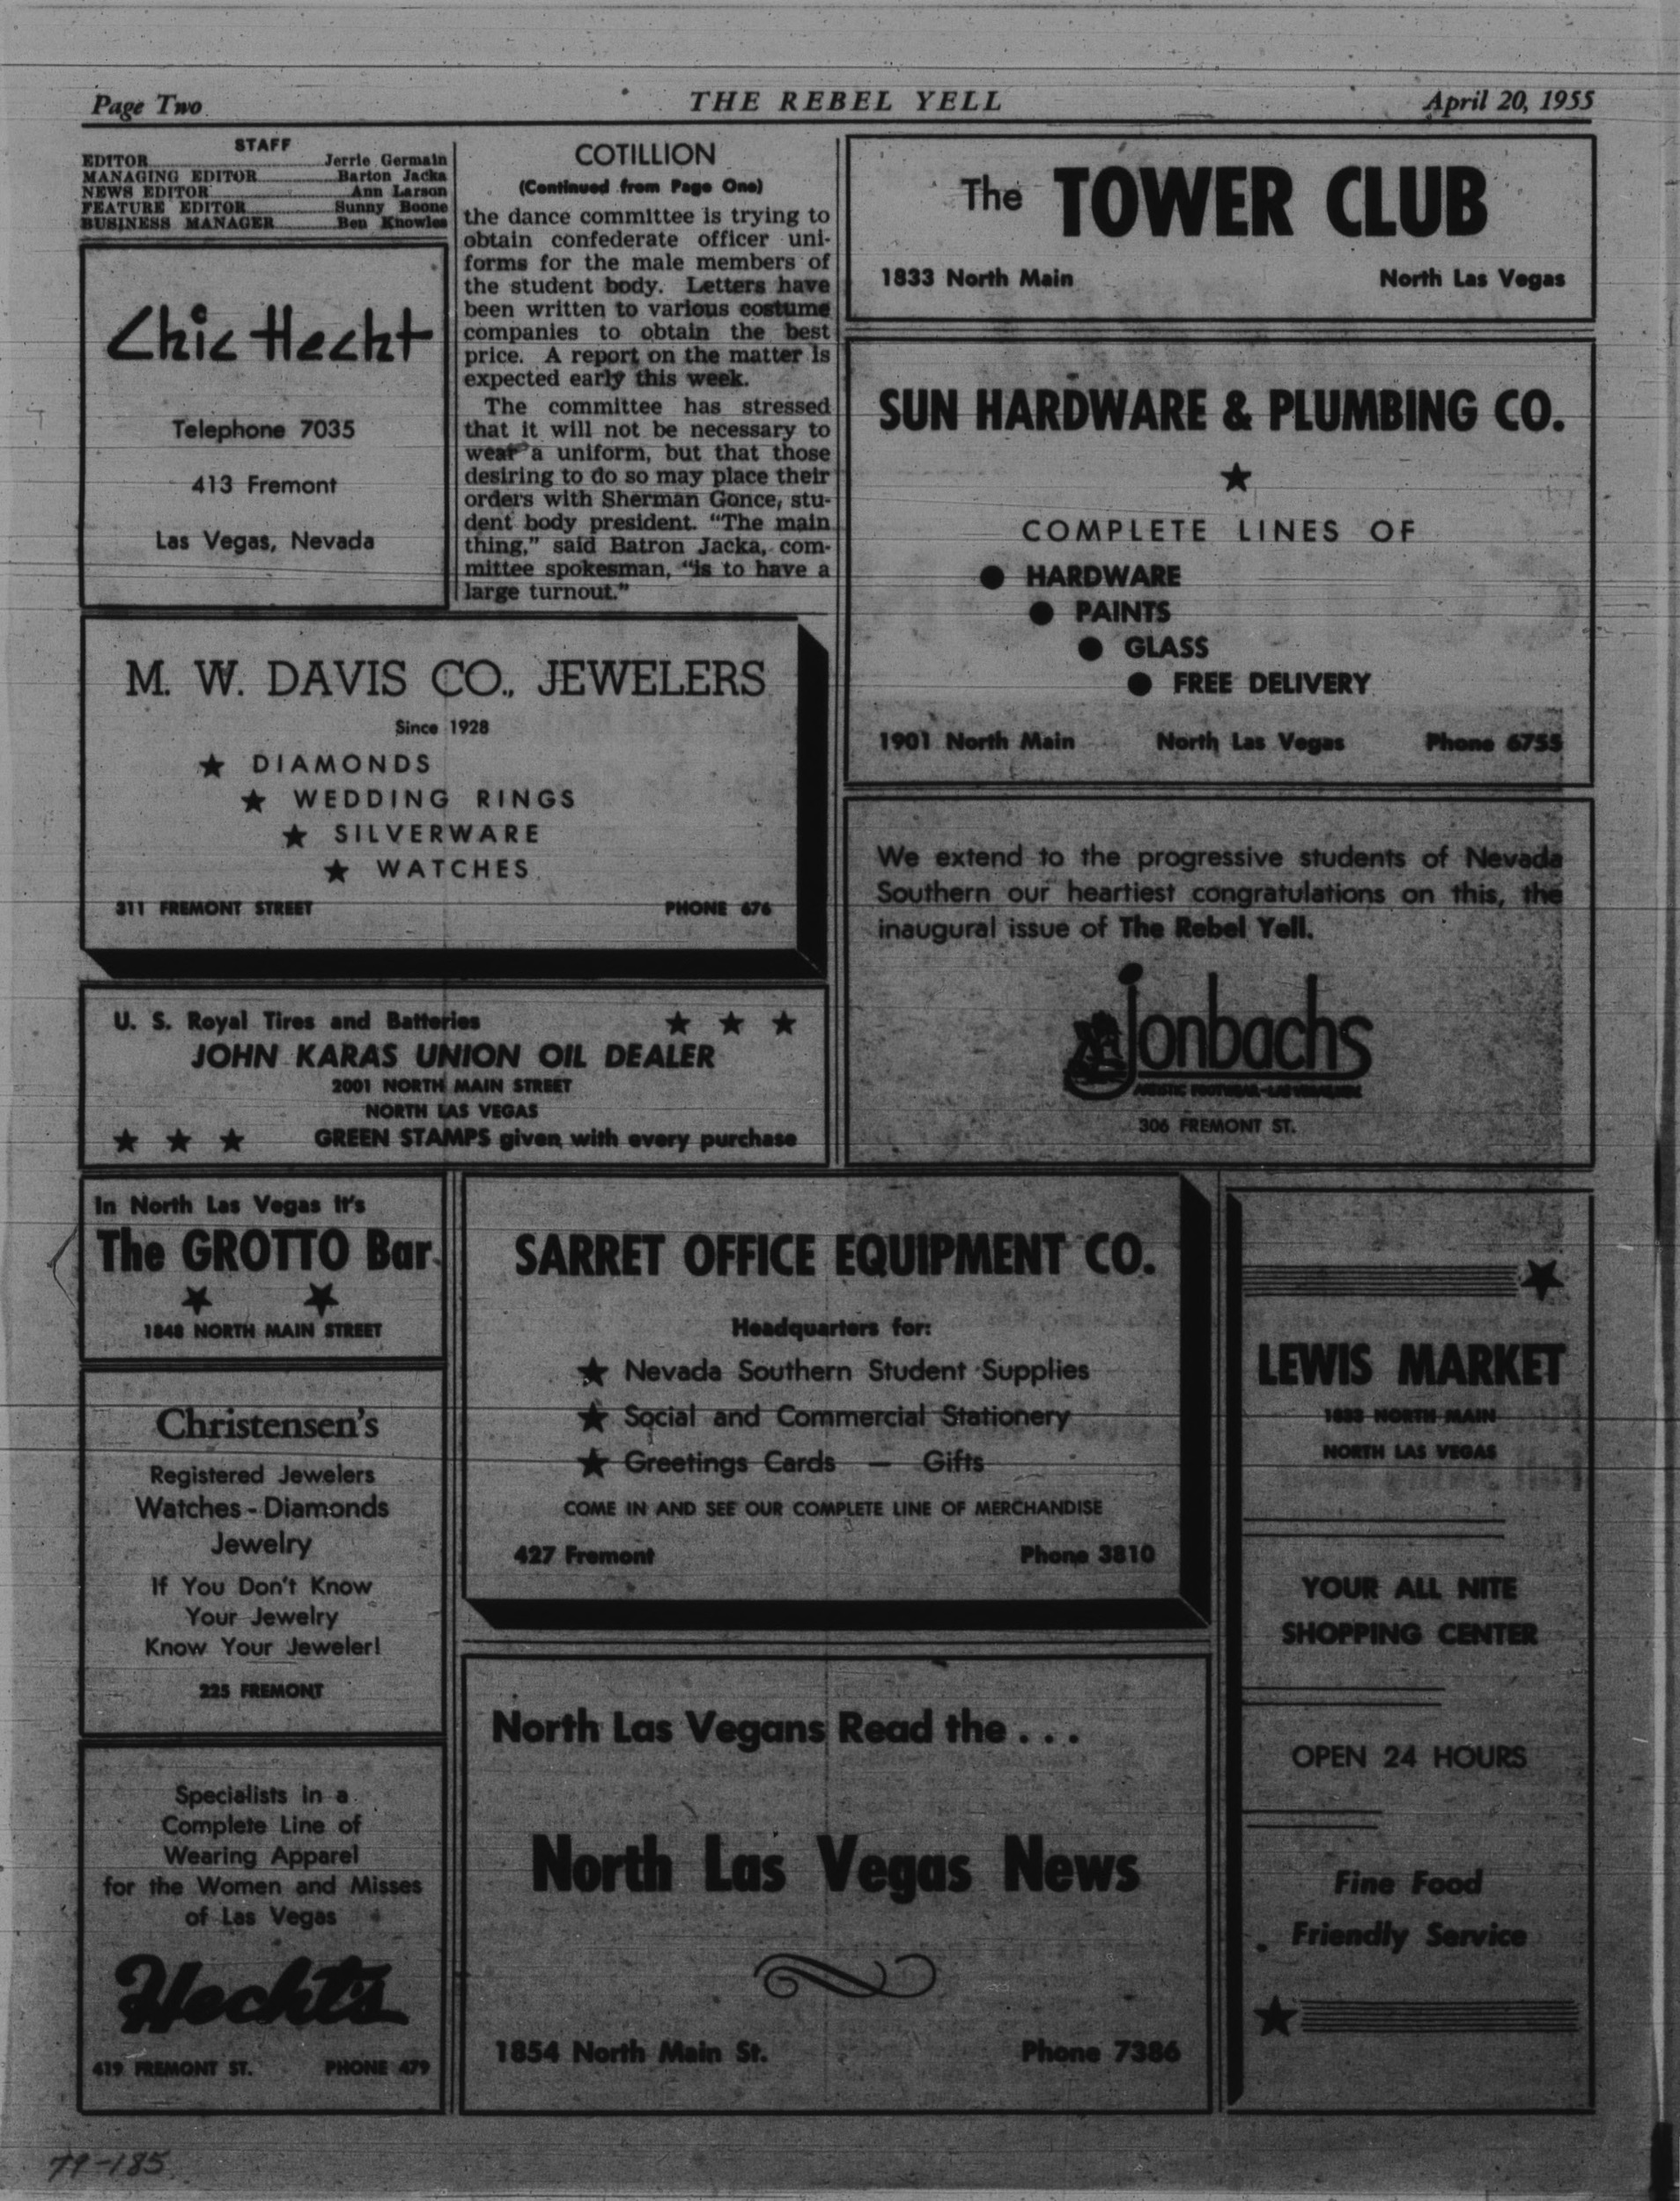 Page Two
THE REBEL YELL
April 20, 1955
STAFF
EDITOR Jerrie Germain
MANAGING EDITOR Barton Jacka
NEWS EDITOR Ann Larson
FEATURE EDITOR Sunny Boone
BUSINESS MANAGER Ben Knowles
Chic Hecht
Telephone 7035
413 Fremont
Las Vegas, Nevada
COTILLION
(Continued from Page One)
the dance committee is trying to
obtain confederate officer uni-
forms for the male members of
the student body. Letters have
been written to various costume
companies to obtain the best
price. A report on the matter is
expected early this week.
The committee has stressed
that it will not be necessary to
wear a uniform, but that those
desiring to do so may place their
orders with Sherman Gonce, stu-
dent body president. “The main
thing,” said Batron Jacka, com-
mittee spokesman, “is to have a
large turnout.”
The TOWER CLUB
1833 North Main North Las Vegas
SUN HARDWARE & PLUMBING CO.
COMPLETE LINES OF
● HARDWARE
● PAINTS
● GLASS
● FREE DELIVERY
1901 North Main North Las Vegas Phone 6755
M. W. DAVIS CO., JEWELERS
Since 1928
★ DIAMONDS
★ WEDDING RINGS
★ SILVERWARE
★ WATCHES
311 FREMONT STREET PHONE 676
We extend to the progressive students of Nevada
Southern our heartiest congratulations on this, the
inaugural issue of The Rebel Yell.
Jonbachs
306 FREMONT ST.
U. S. Royal Tires and Batteries ★ ★ ★
JOHN KARAS UNION OIL DEALER
2001 NORTH MAIN STREET
NORTH LAS VEGAS
★ ★ ★ GREEN STAMPS given with every purchase
In North Las Vegas It's
The GROTTO Bar
1848 NORTH MAIN STREET
Christensen's
Registered Jewelers
Watches - Diamonds
Jewelry
If You Don't Know
Your Jewelry
Know Your Jeweler!
225 FREMONT
Specialists in a
Complete Line of
Wearing Apparel
for the Women and Misses
of Las Vegas
Hecht's
419 FREMONT ST. PHONE 479
SARRET OFFICE EQUIPMENT CO.
Headquarters for:
★ Nevada Southern Student Supplies
★ Social and Commercial Stationery
★ Greetings Cards — Gifts
COME IN AND SEE OUR COMPLETE LINE OF MERCHANDISE
427 Fremont Phone 3810
North Las Vegans Read the . . .
North Las Vegas News
1854 North Main St. Phone 7386
LEWIS MARKET
1833 NORTH MAIN
NORTH LAS VEGAS
YOUR ALL NITE
SHOPPING CENTER
OPEN 24 HOURS
Fine Food
Friendly Service
79-185